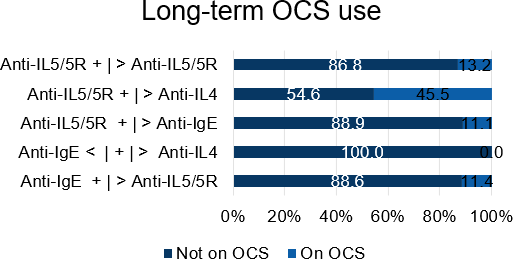 Long-term OCS use
Anti-IL5/5R + | > Anti-IL5/5R 86.8 13.2
Anti-IL5/5R + | > Anti-IL4 54.6 45.5
Anti-IL5/5R + | > Anti-IgE 88.9 11.1
Anti-IgE < | + | > Anti-IL4 100.0 0.0
Anti-IgE + | > Anti-IL5/5R 88.6 11.4
0% 20% 40% 60% 80% 100%
Not on OCS On OCS